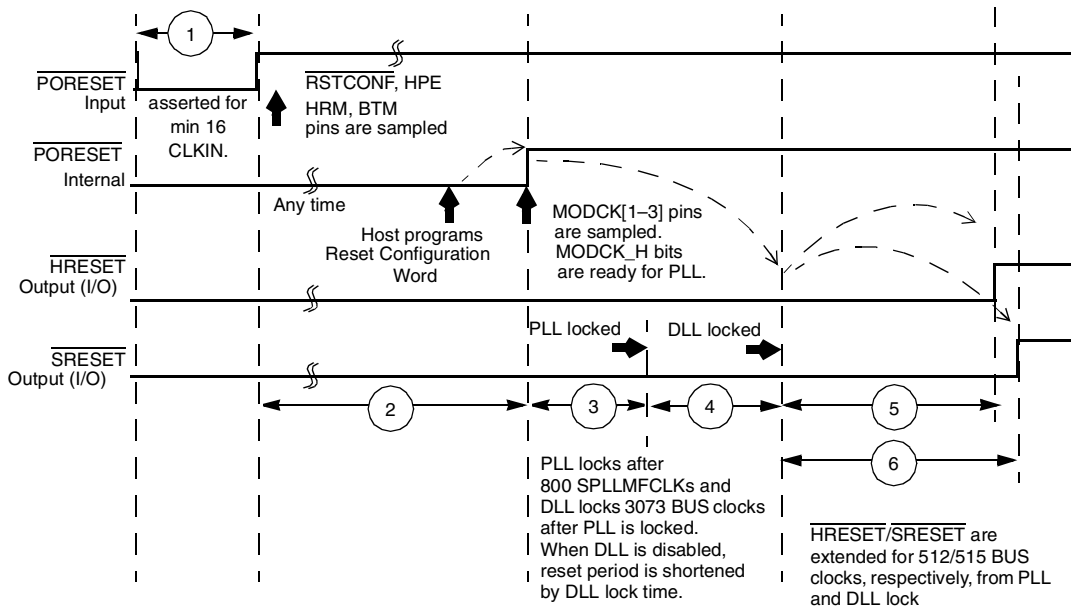 1
PORESET
Input
asserted for
min 16
CLKIN.
RSTCONF, HPE
HRM, BTM
pins are sampled
PORESET
Internal
Any time
Host programs
Reset Configuration
Word
MODCK[1–3] pins
are sampled.
MODCK_H bits
are ready for PLL.
HRESET
Output (I/O)
PLL locked
DLL locked
SRESET
Output (I/O)
2
3
4
5
6
PLL locks after
800 SPLLMFCLKs and
DLL locks 3073 BUS clocks
after PLL is locked.
When DLL is disabled,
reset period is shortened
by DLL lock time.
HRESET/SRESET are
extended for 512/515 BUS
clocks, respectively, from PLL
and DLL lock